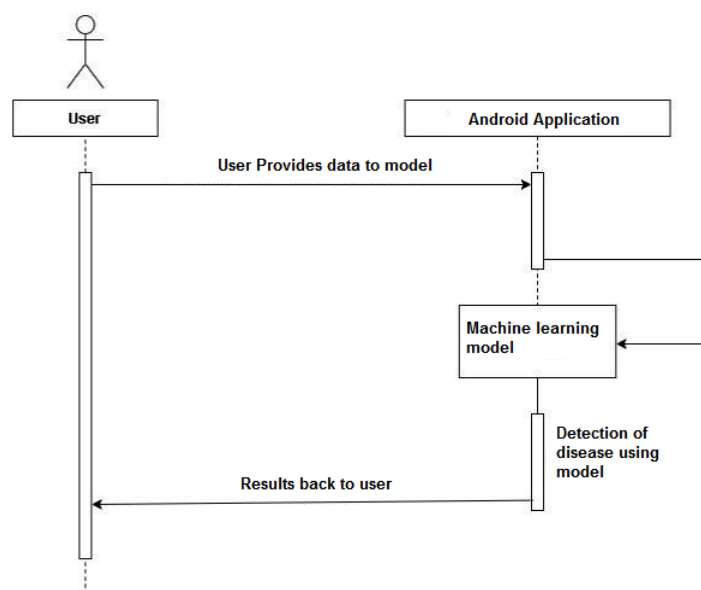 User
Android Application
User Provides data to model
Machine learning
model
Detection of
disease using
model
Results back to user